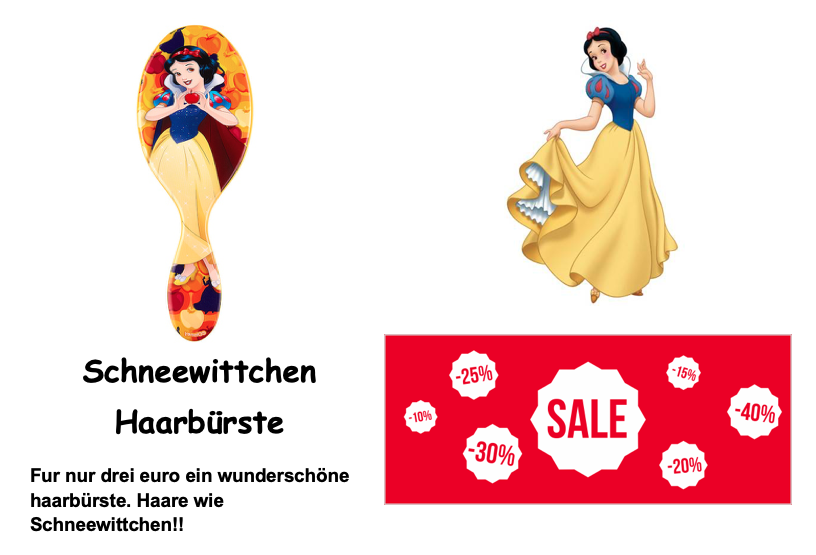 Schneewittchen
Haarbürste
Fur nur drei euro ein wunderschöne
haarbürste. Haare wie
Schneewittchen!!
-25%
-15%
-10%
SALE
-40%
-30%
-20%